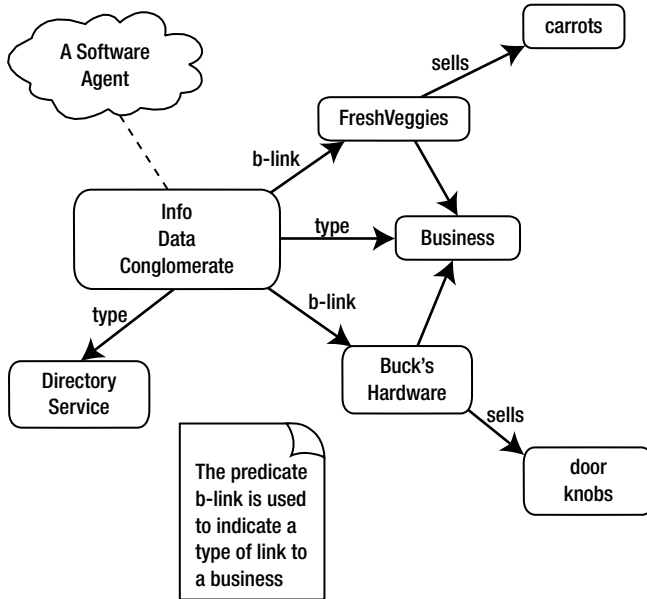 carrots
A Software
Agent
sells
FreshVeggies
b-link
Info
Data
Conglomerate
type
Business
b-link
type
Directory
Service
Buck's
Hardware
sells
The predicate
b-link is used
to indicate a
type of link to
a business
door
knobs